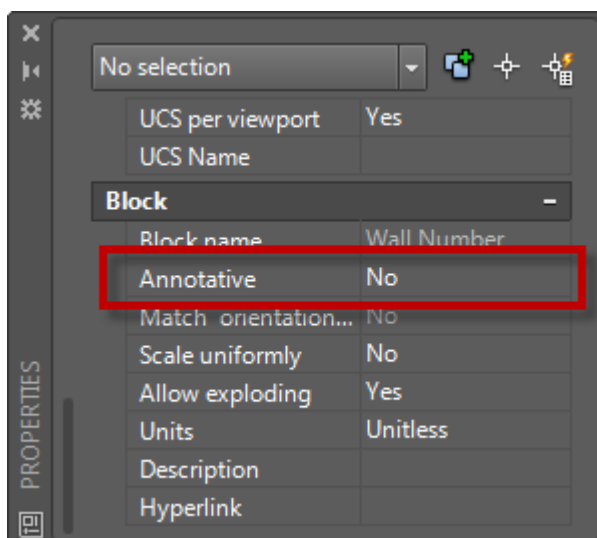 No selection
UCS per viewport Yes
UCS Name
Block
Block name Wall Number
Annotative No
Match orientation... No
Scale uniformly No
Allow exploding Yes
Units Unitless
Description
Hyperlink
PROPERTIES